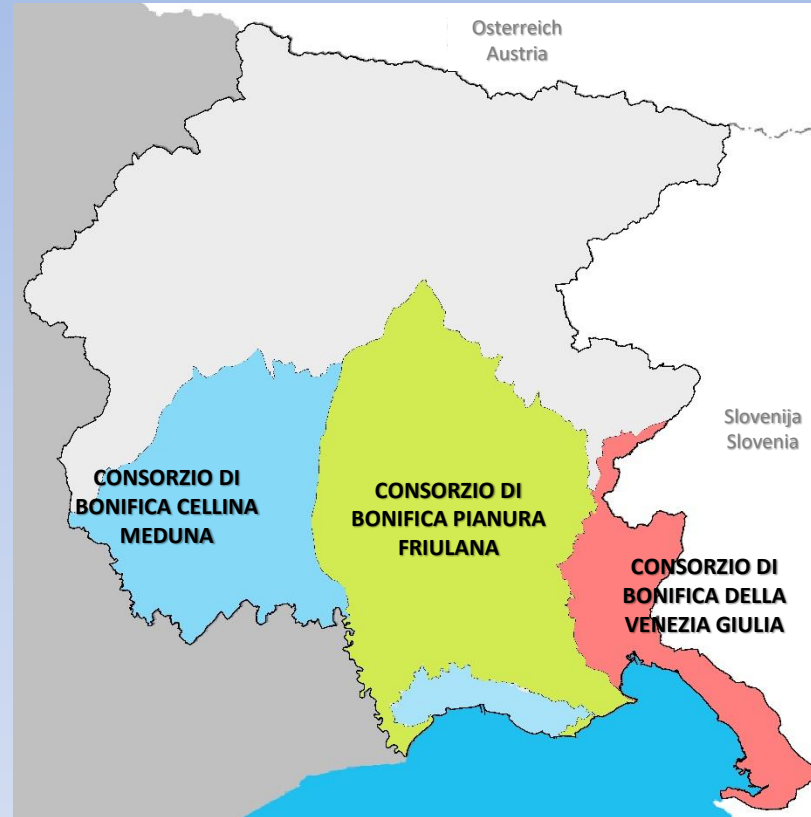 Osterreich
Austria
Slovenija
Slovenia
CONSORZIO DI
BONIFICA CELLINA
MEDUNA
CONSORZIO DI
BONIFICA PIANURA
FRIULANA
CONSORZIO DI
BONIFICA DELLA
VENEZIA GIULIA